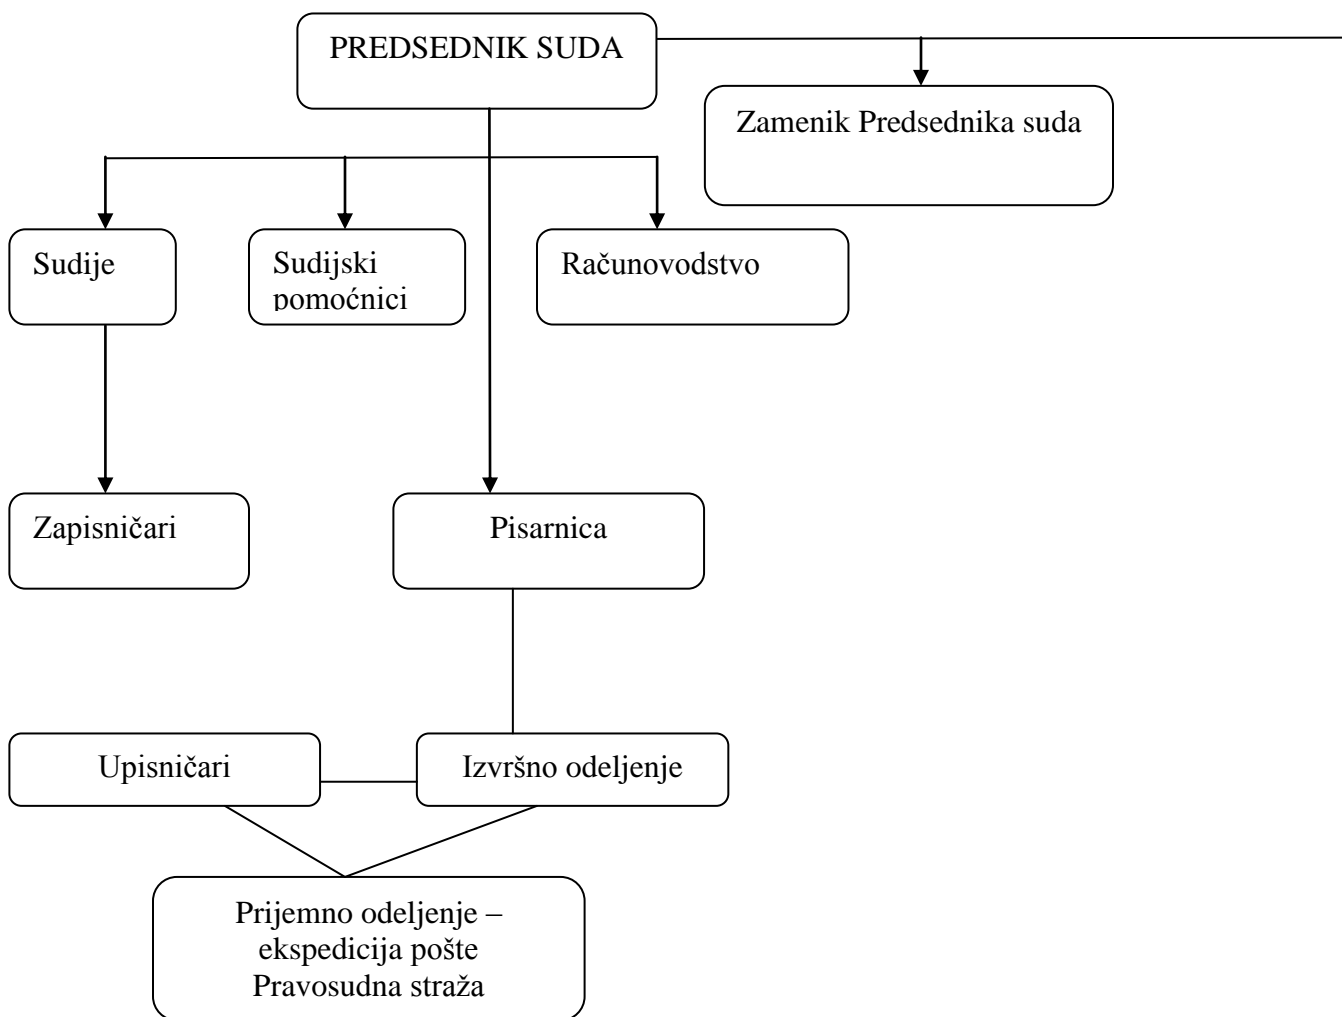 PREDSEDNIK SUDA
Zamenik Predsednika suda
Sudije
Sudijski
pomoćnici
Računovodstvo
Zapisničari
Pisarnica
Upisničari
Izvršno odeljenje
Prijemno odeljenje –
ekspedicija pošte
Pravosudna straža